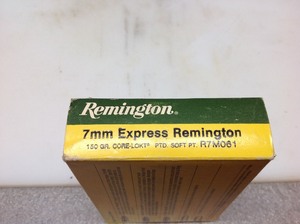 Remington®
7mm Express Remington
150 GR. CORE-LOKT® PTD. SOFT PT. R7M061